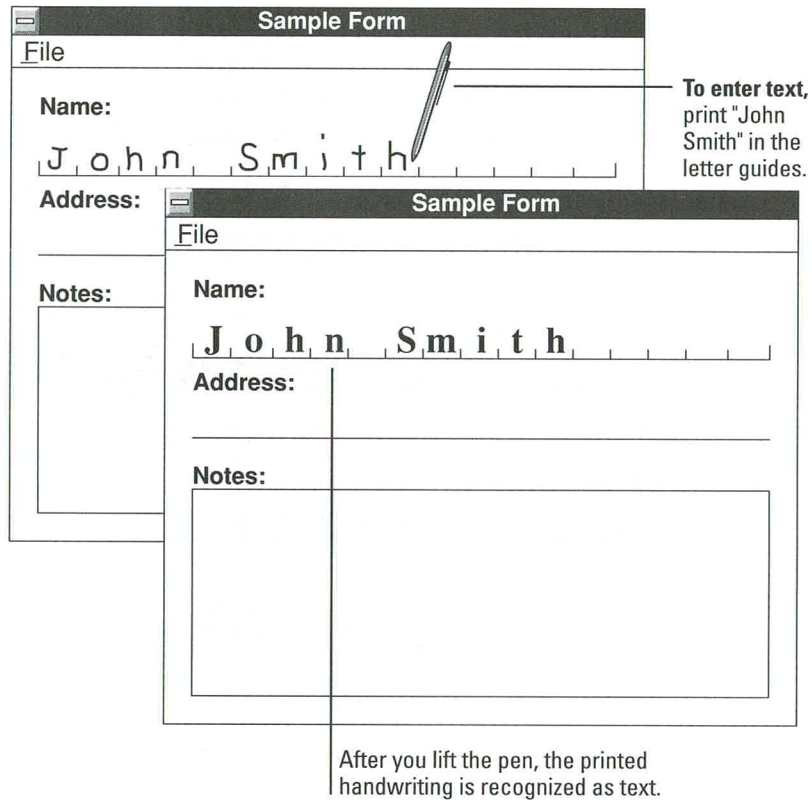 Sample Form
File
Name:
John Smith
Address:
Notes:
To enter text,
print "John
Smith" in the
letter guides.
Sample Form
File
Name:
John Smith
Address:
Notes:
After you lift the pen, the printed
handwriting is recognized as text.